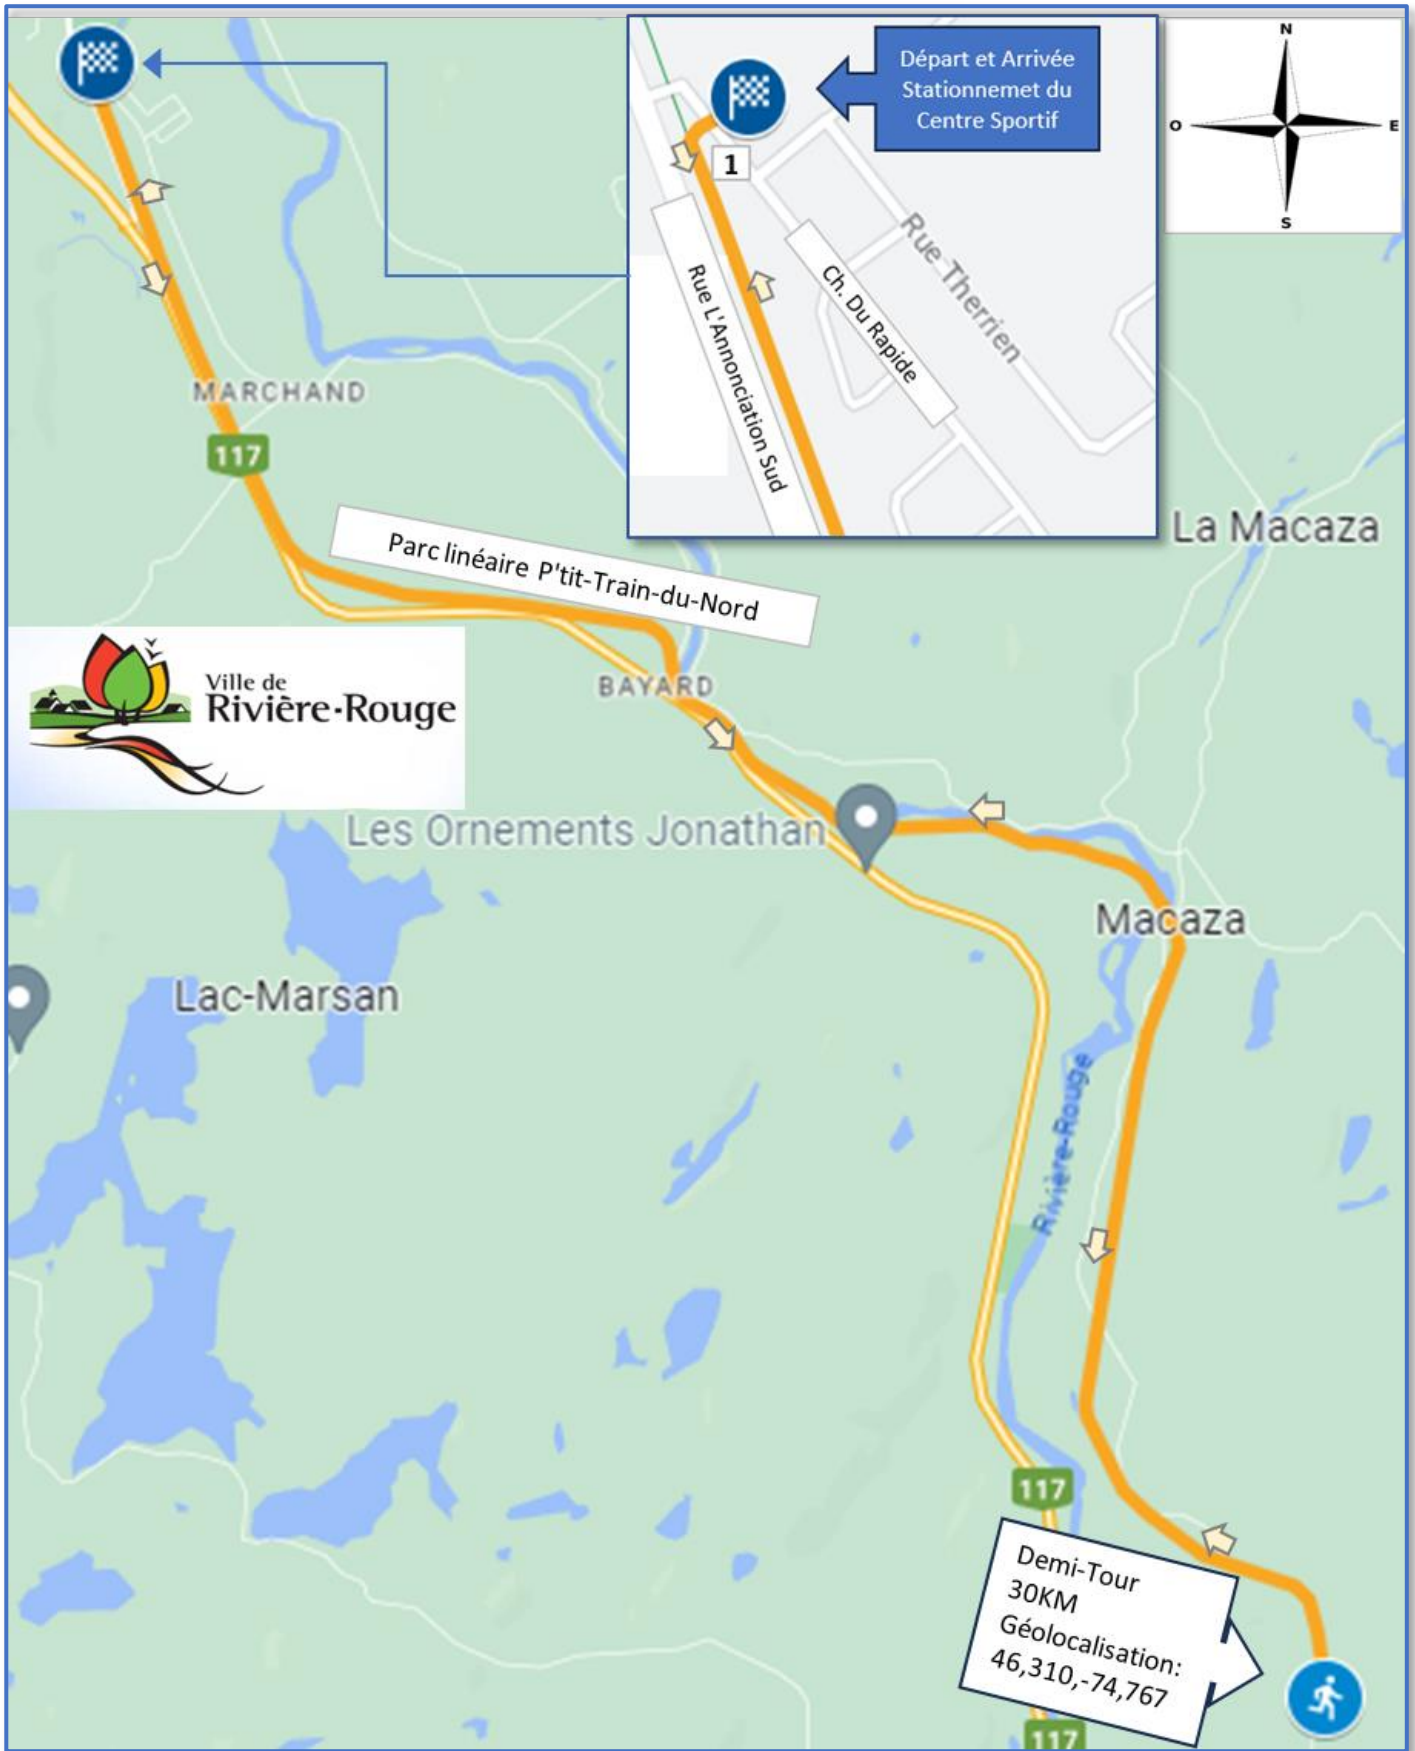 Départ et Arrivée
Stationnemet du
Centre Sportif
N
O
E
S
1
Rue Therrien
Ch. Du Rapide
Rue L'Annonciation Sud
MARCHAND
117
La Macaza
Parc linéaire P'tit-Train-du-Nord
Ville de
Rivière-Rouge
BAYARD
Les Ornements Jonathan
Macaza
Lac-Marsan
Rivière-Rouge
117
Demi-Tour
30KM
Géolocalisation:
46,310,-74,767
117